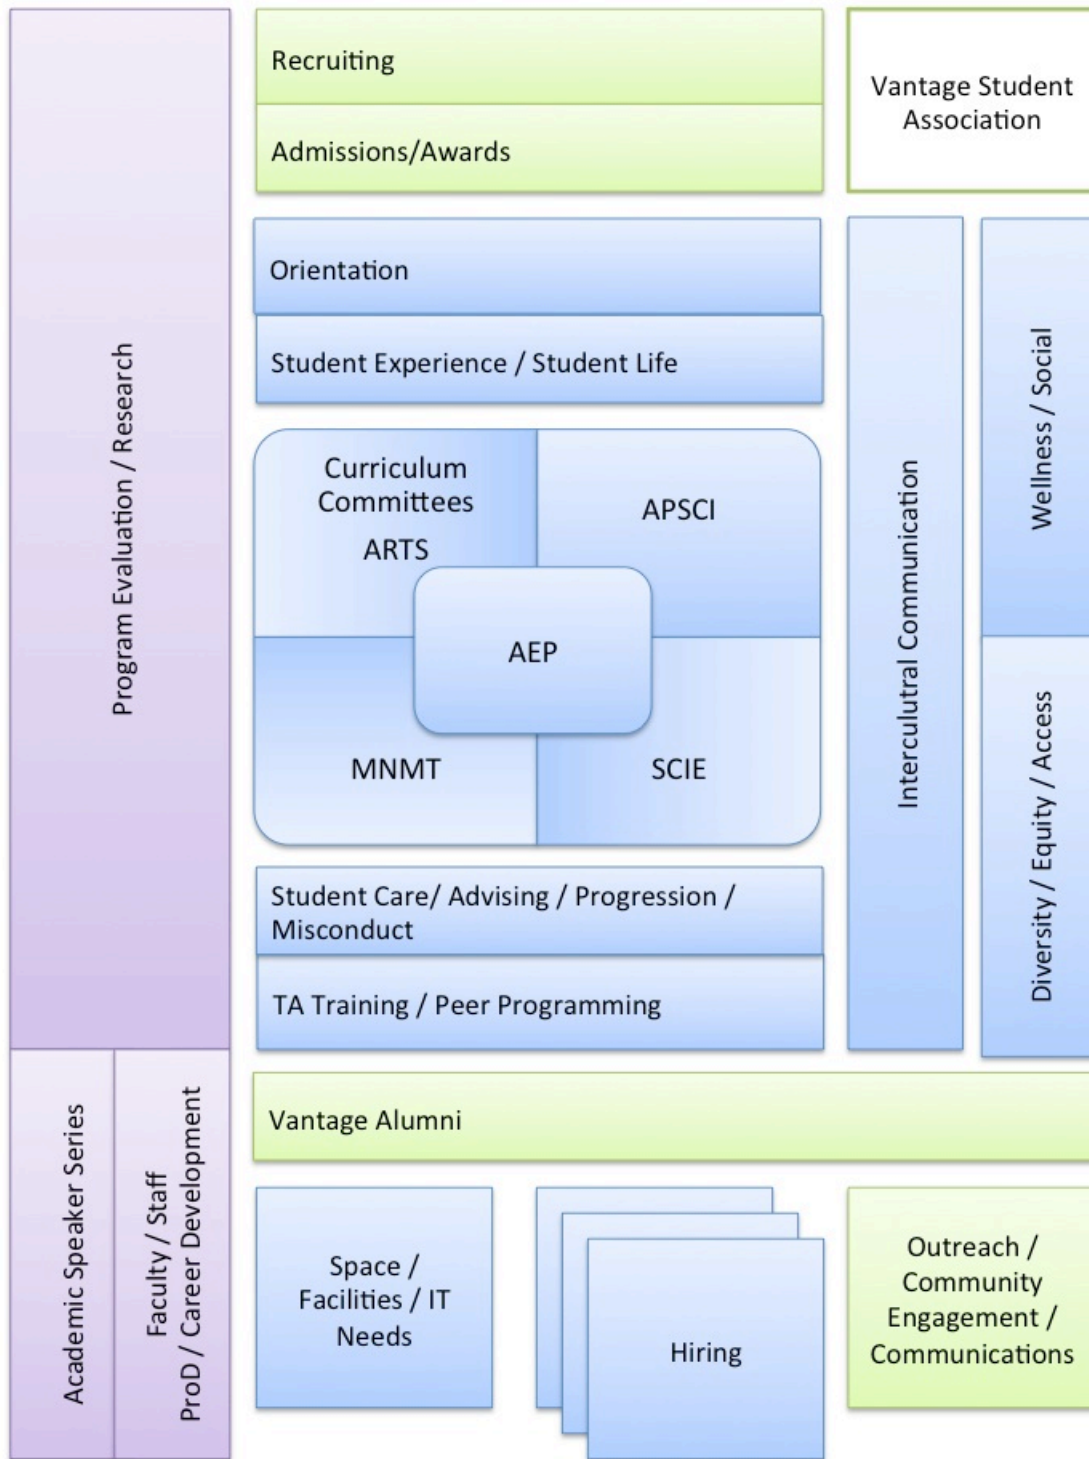 Recruiting
Admissions/Awards
Vantage Student
Association
Orientation
Student Experience / Student Life
Program Evaluation / Research
Curriculum
Committees
ARTS
APSCI
AEP
MNMT
SCIE
Interclutral Communication
Wellness / Social
Diversity / Equity / Access
Student Care/ Advising / Progression /
Misconduct
TA Training / Peer Programming
Vantage Alumni
Academic Speaker Series
Faculty / Staff
ProD / Career Development
Space /
Facilities / IT
Needs
Hiring
Outreach /
Community
Engagement /
Communications